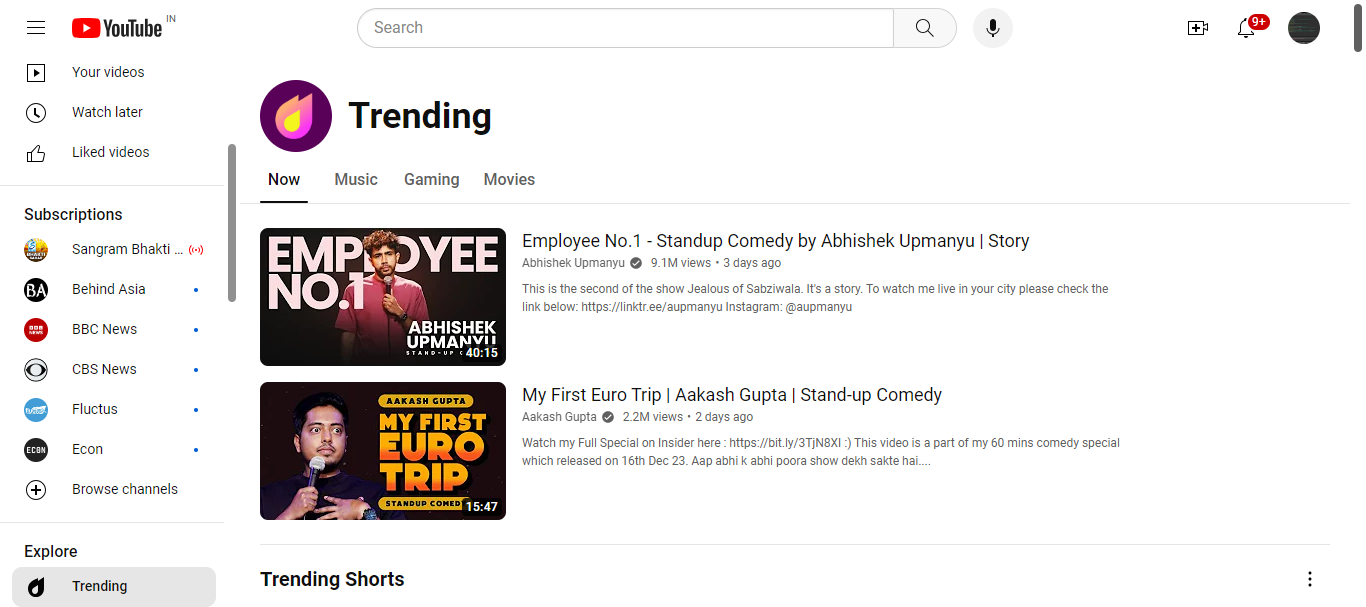 YouTube IN
Search
9+
Your videos
Watch later
Liked videos
Subscriptions
Sangram Bhakti ...
BA Behind Asia
BBC NEWS BBC News
CBS News
Fluctus
ECON Econ
Browse channels
Explore
Trending
Trending
Now Music Gaming Movies
EMPLOYEE
NO.1
ABHISHEK
UPMANYU
40:15
Employee No.1 - Standup Comedy by Abhishek Upmanyu | Story
Abhishek Upmanyu 9.1M views • 3 days ago
This is the second of the show Jealous of Sabziwala. It's a story. To watch me live in your city please check the
link below: https://linktr.ee/aupmanyu Instagram: @aupmanyu
AAKASH GUPTA
MY FIRST
EURO
TRIP
STANDUP COMED
15:47
My First Euro Trip | Aakash Gupta | Stand-up Comedy
Aakash Gupta 2.2M views • 2 days ago
Watch my Full Special on Insider here : https://bit.ly/3TjN8XI :) This video is a part of my 60 mins comedy special
which released on 16th Dec 23. Aap abhi k abhi poora show dekh sakte hai....
Trending Shorts